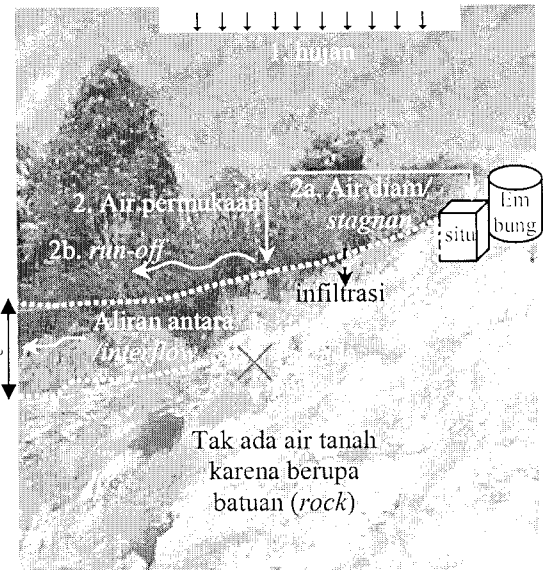 1. hujan
2a. Air diam/
stagnan
Em
bung
situ
2. Air permukaan
2b. run-off
infiltrasi
Aliran antara
/interflow
Tak ada air tanah
karena berupa
batuan (rock)